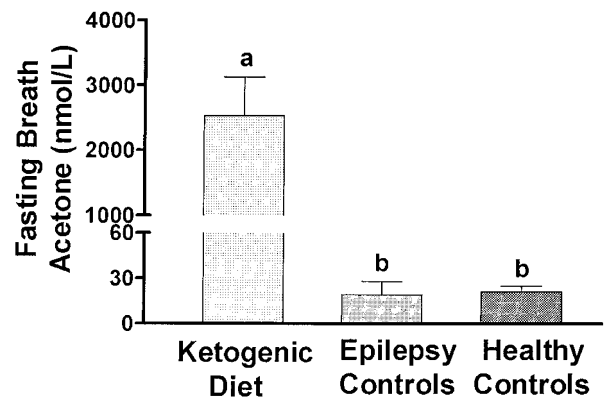 Fasting Breath
Acetone (nmol/L)
4000
3000
2000
1000
60
30
0
a
b
b
Ketogenic
Diet
Epilepsy
Controls
Healthy
Controls